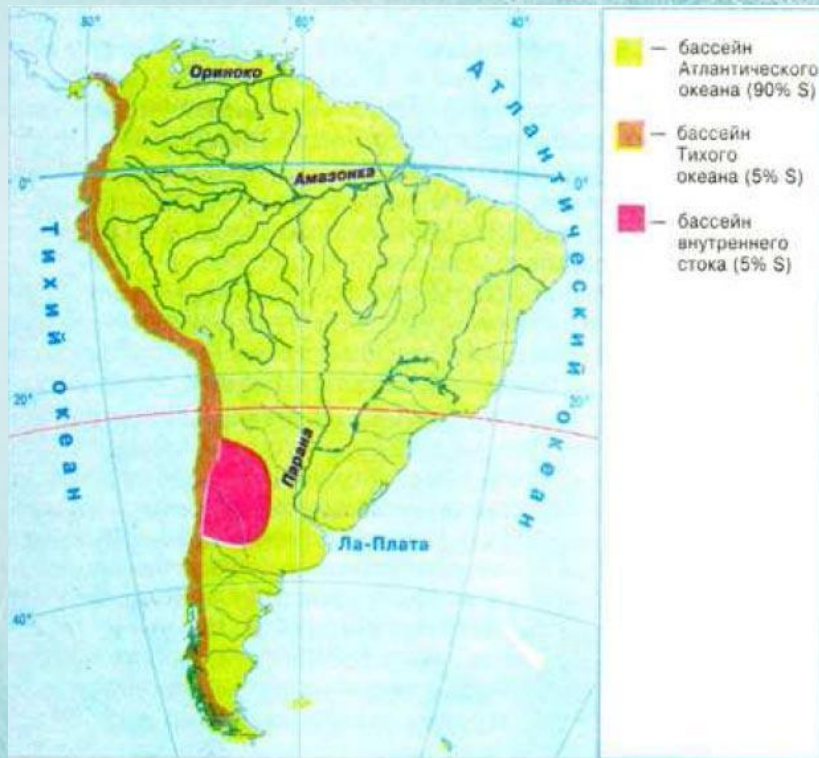 80°
60°
40°
Ориноко
Атлантический океан
Амазонка
0°
0°
Тихий океан
20°
20°
Парана
Ла-Плата
40°
— бассейн
Атлантического
океана (90% S)
— бассейн
Тихого
океана (5% S)
— бассейн
внутреннего
стока (5% S)